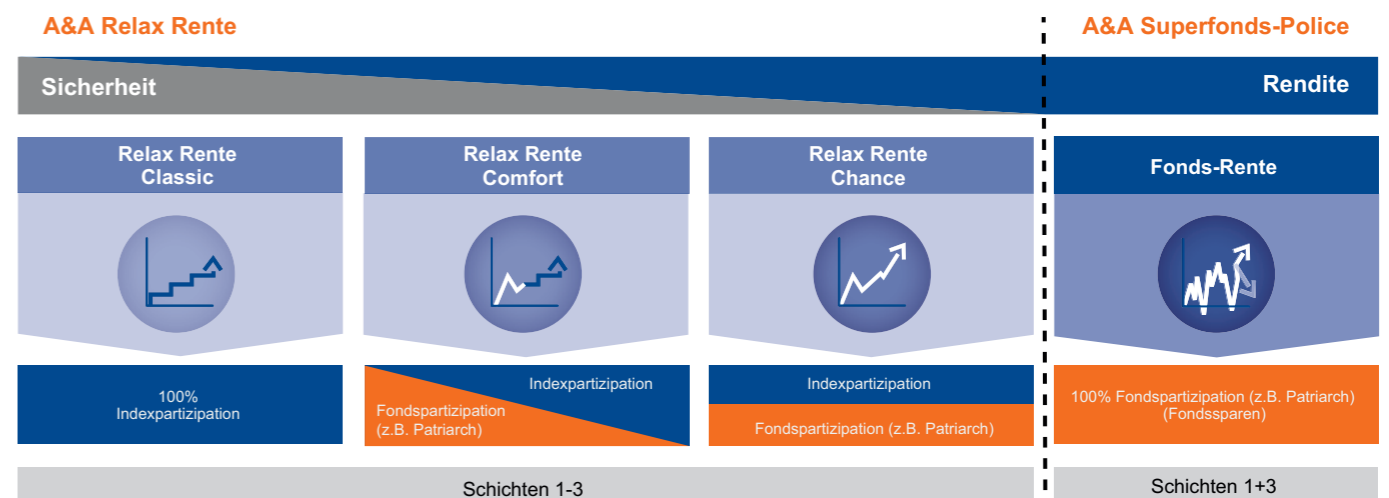 A&A Relax Rente
A&A Superfonds-Police
Sicherheit
Rendite
Relax Rente
Classic
Relax Rente
Comfort
Relax Rente
Chance
Fonds-Rente
100%
Indexpartizipation
Indexpartizipation
Fondspartizipation
(z.B. Patriarch)
Indexpartizipation
Fondspartizipation (z.B. Patriarch)
100% Fondspartizipation (z.B. Patriarch)
(Fondssparen)
Schichten 1-3
Schichten 1+3